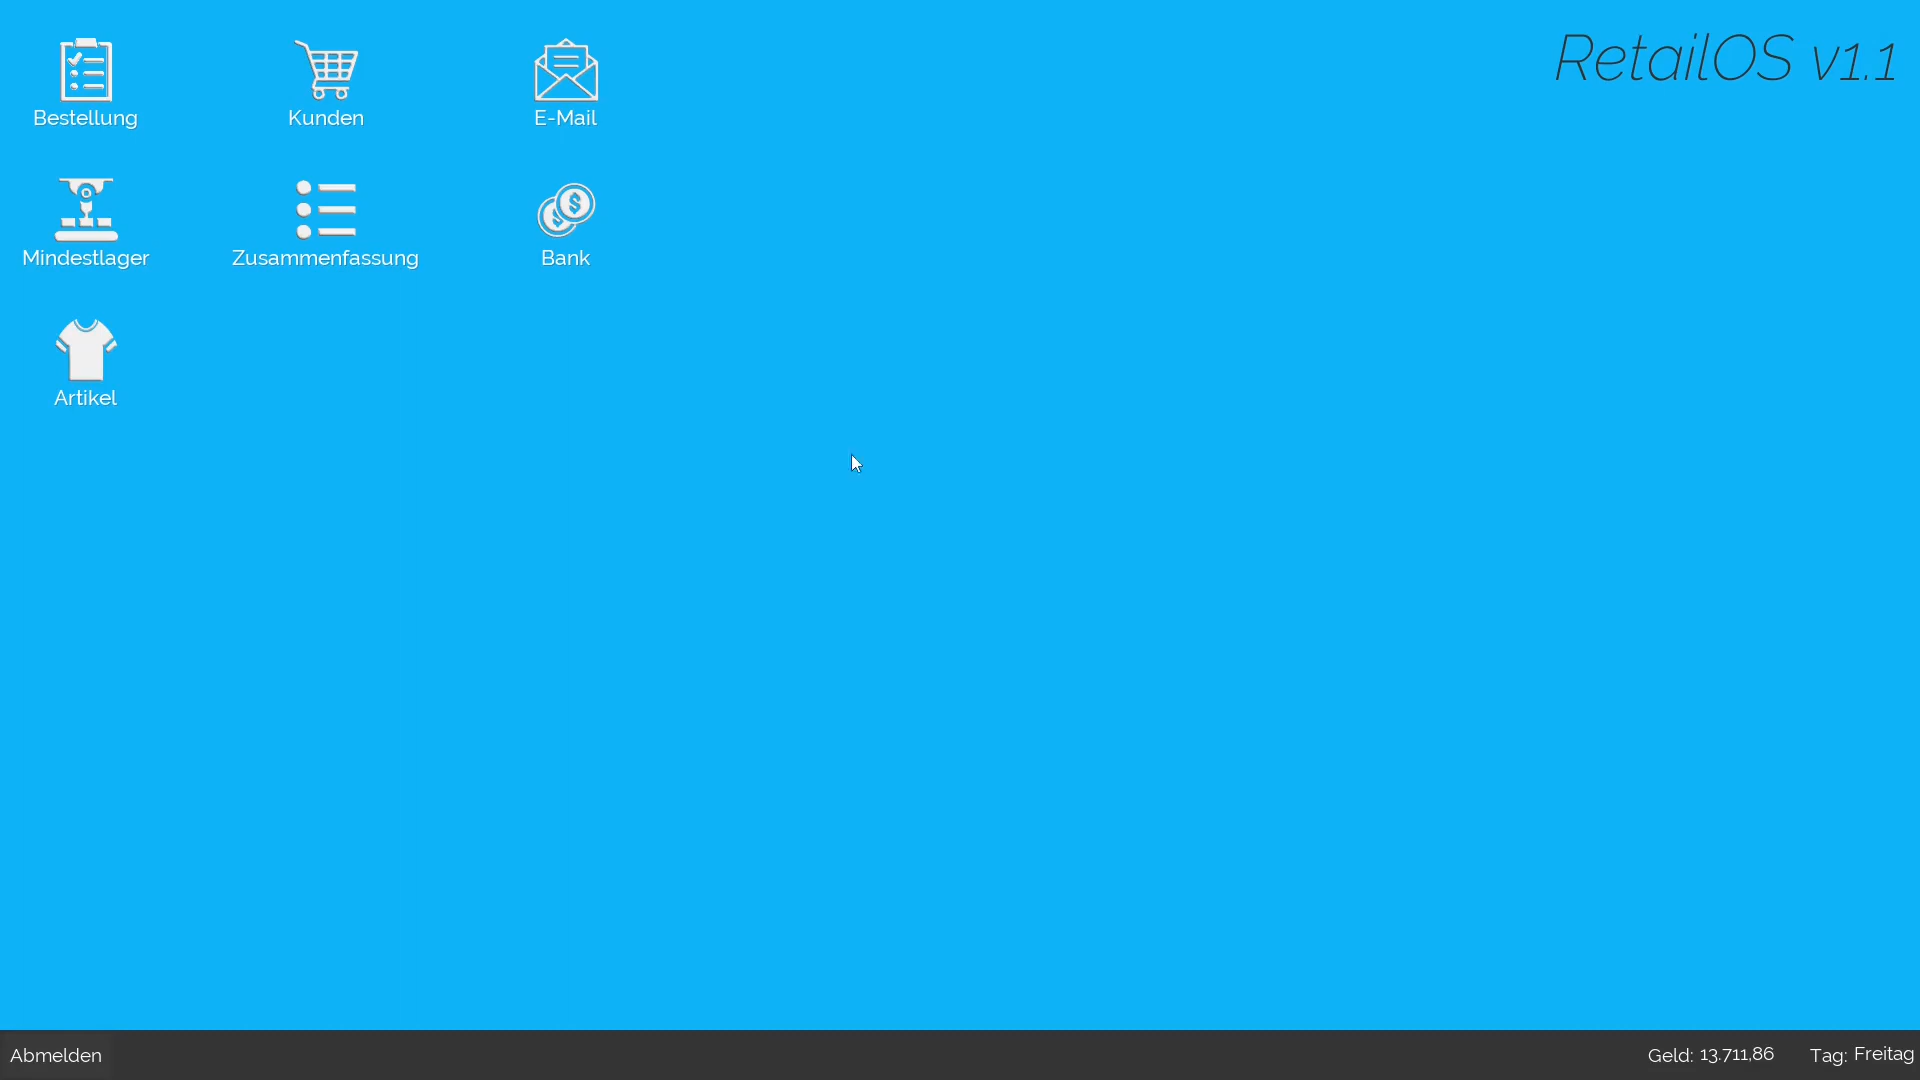 RetailOS v1.1
Bestellung
Kunden
E-Mail
Mindestlager
Zusammenfassung
Bank
Artikel
Abmelden
Geld: 13.711,86
Tag: Freitag